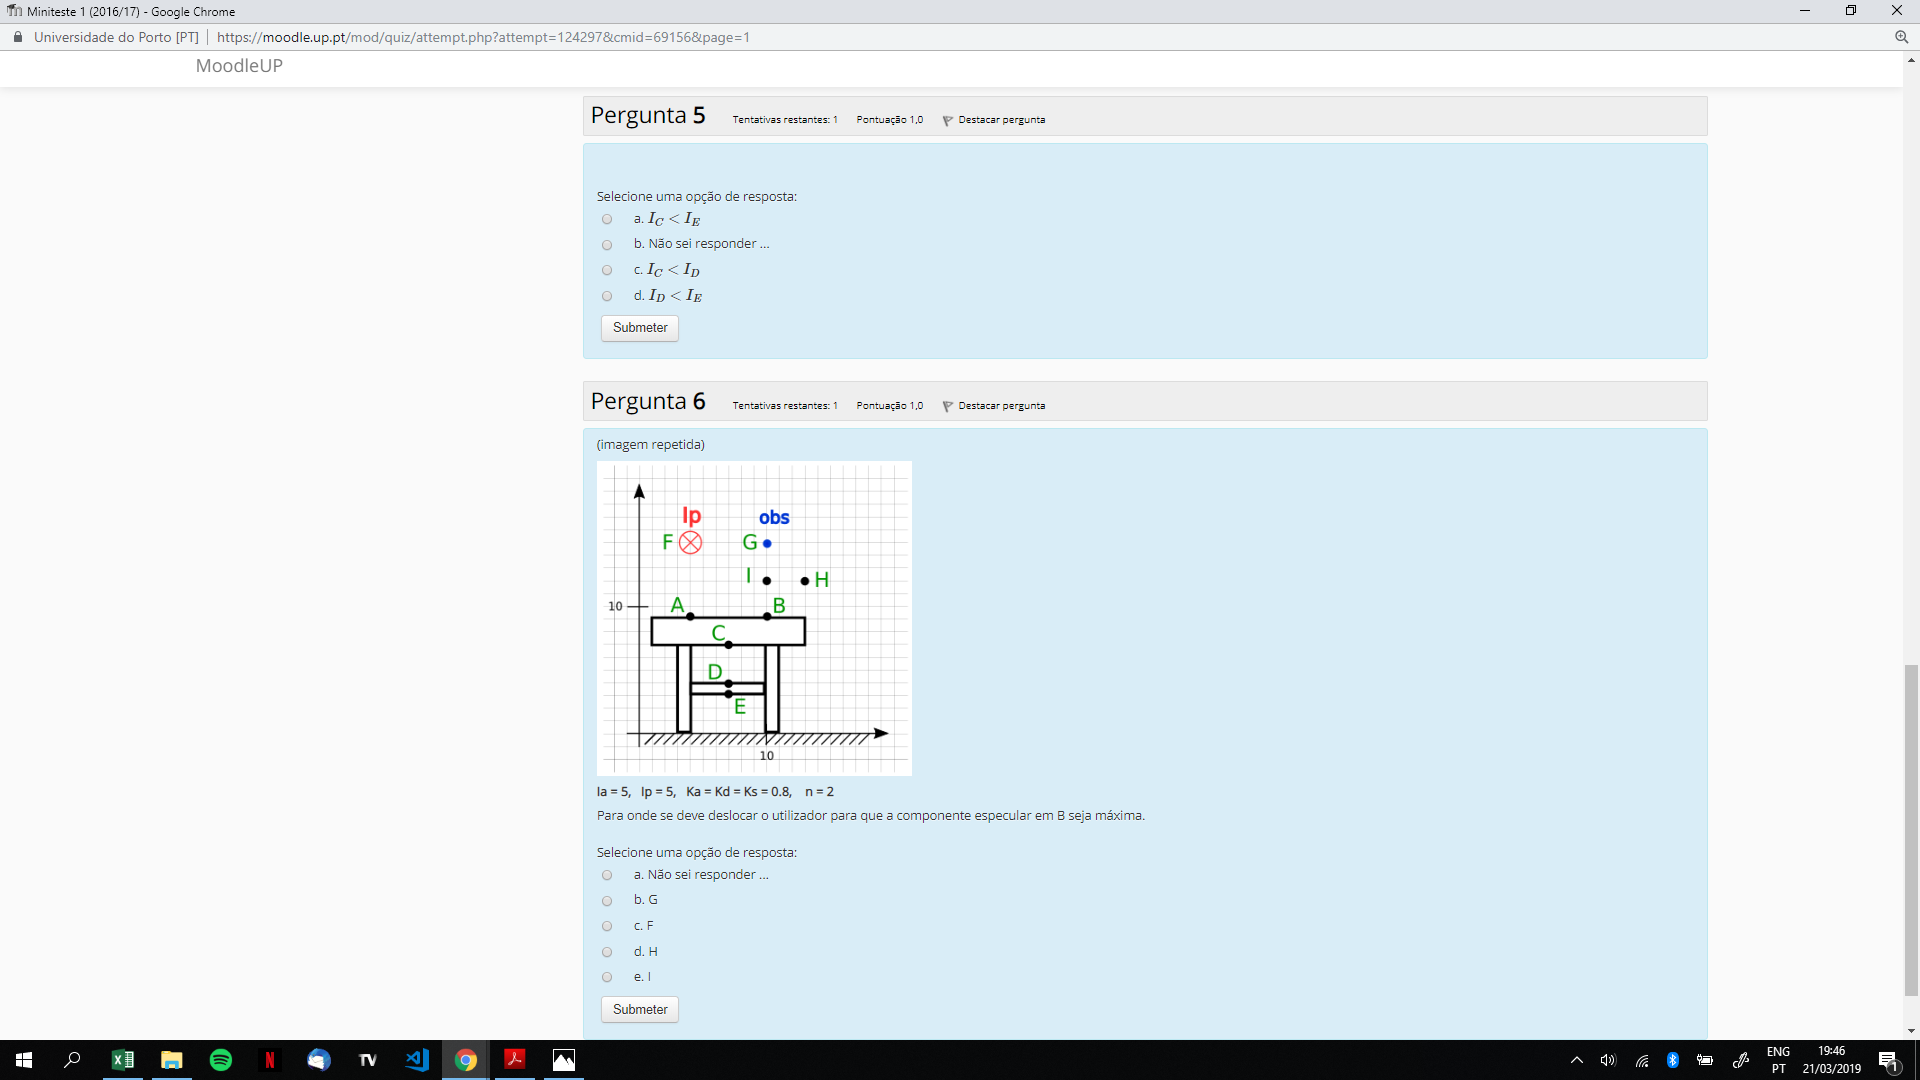 Miniteste 1 (2016/17) - Google Chrome
Universidade do Porto [PT] | https://moodle.up.pt/mod/quiz/attempt.php?attempt=124297&cmid=69156&page=1
MoodleUP
Pergunta 5 Tentativas restantes: 1 Pontuação 1,0 Destacar pergunta
Selecione uma opção de resposta:
a. I_C < I_E
b. Não sei responder ...
c. I_C < I_D
d. I_D < I_E
Submeter
Pergunta 6 Tentativas restantes: 1 Pontuação 1,0 Destacar pergunta
(imagem repetida)
Ip obs
F G
I H
10 A B
C
D
E
10
Ia = 5, Ip = 5, Ka = Kd = Ks = 0.8, n = 2
Para onde se deve deslocar o utilizador para que a componente especular em B seja máxima.
Selecione uma opção de resposta:
a. Não sei responder ...
b. G
c. F
d. H
e. I
Submeter
N TV ENG 19:46
PT 21/03/2019 1